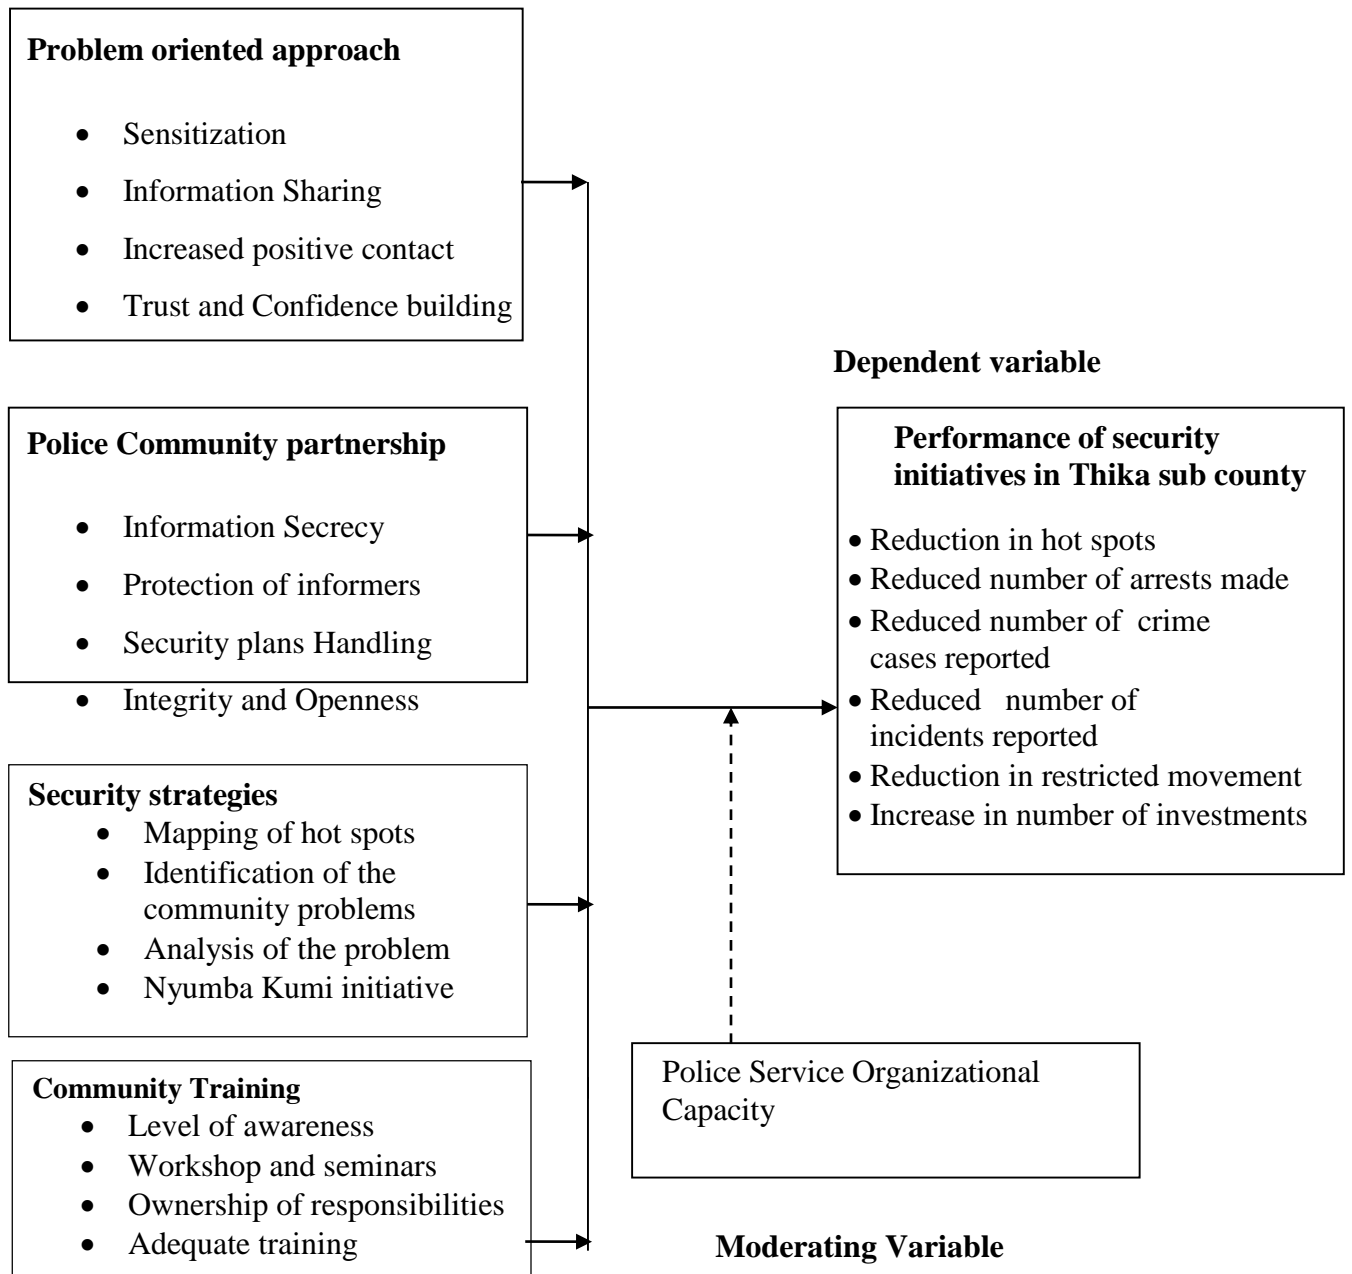 Problem oriented approach
• Sensitization
• Information Sharing
• Increased positive contact
• Trust and Confidence building
Police Community partnership
• Information Secrecy
• Protection of informers
• Security plans Handling
• Integrity and Openness
Security strategies
• Mapping of hot spots
• Identification of the
community problems
• Analysis of the problem
• Nyumba Kumi initiative
Community Training
• Level of awareness
• Workshop and seminars
• Ownership of responsibilities
• Adequate training
Dependent variable
Performance of security
initiatives in Thika sub county
• Reduction in hot spots
• Reduced number of arrests made
• Reduced number of crime
cases reported
• Reduced number of
incidents reported
• Reduction in restricted movement
• Increase in number of investments
Police Service Organizational
Capacity
Moderating Variable